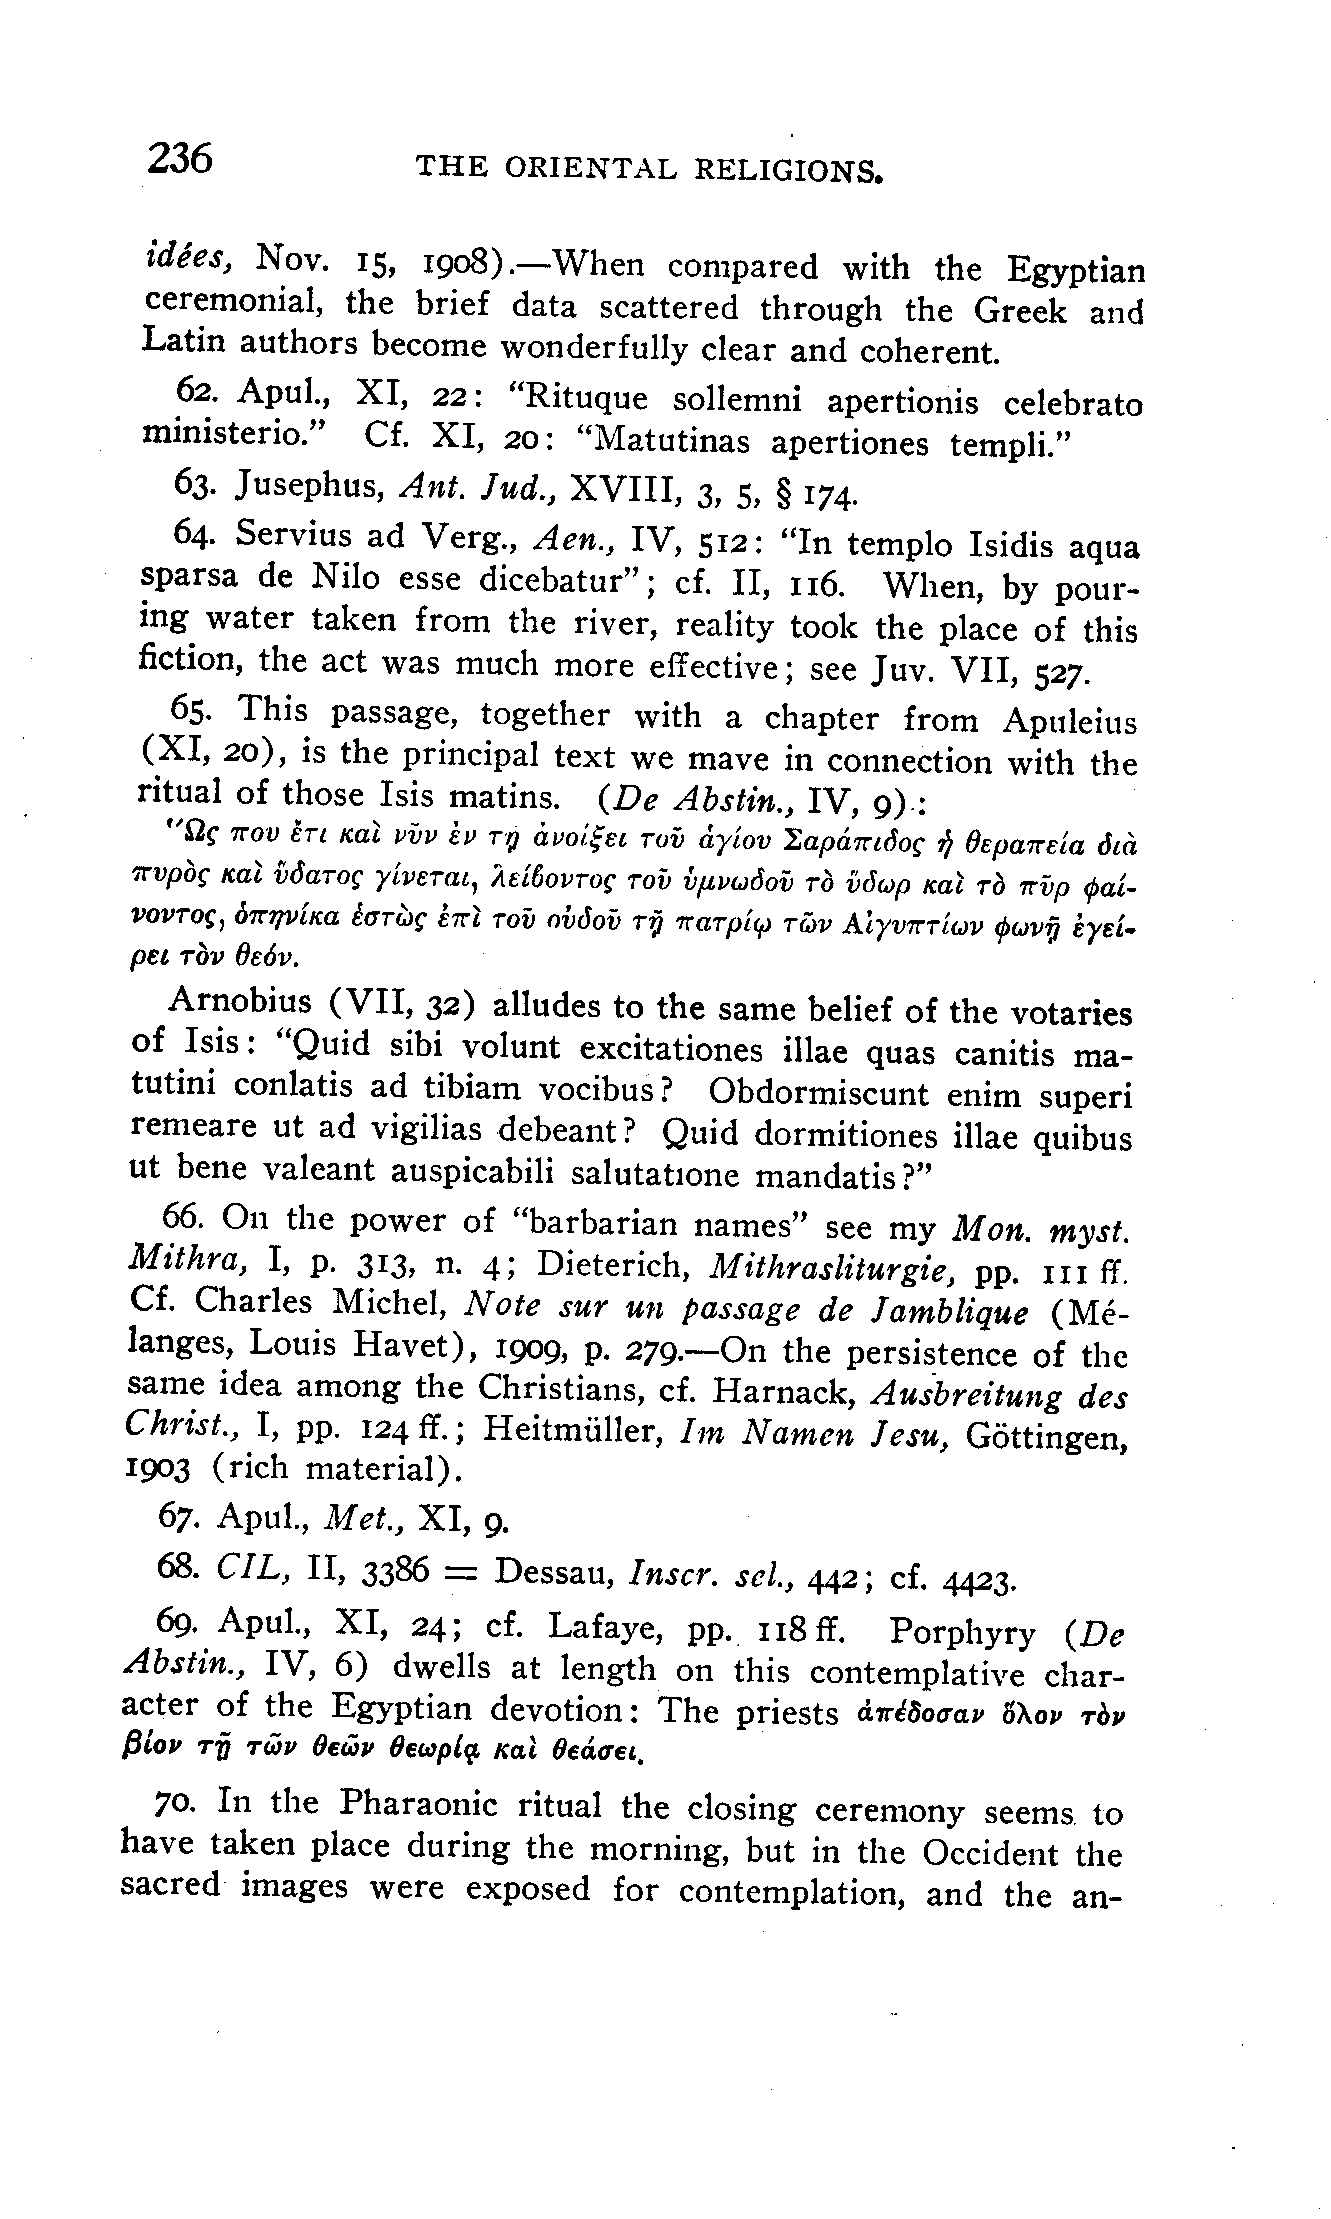 236 THE ORIENTAL RELIGIONS.
idées, Nov. 15, 1908).—When compared with the Egyptian
ceremonial, the brief data scattered through the Greek and
Latin authors become wonderfully clear and coherent.
62. Apul., XI, 22: “Rituque sollemni apertionis celebrato
ministerio.” Cf. XI, 20: “Matutinas apertiones templi.”
63. Jusephus, Ant. Jud., XVIII, 3, 5, § 174.
64. Servius ad Verg., Aen., IV, 512: “In templo Isidis aqua
sparsa de Nilo esse dicebatur”; cf. II, 116. When, by pour-
ing water taken from the river, reality took the place of this
fiction, the act was much more effective; see Juv. VII, 527.
65. This passage, together with a chapter from Apuleius
(XI, 20), is the principal text we mave in connection with the
ritual of those Isis matins. (De Abstin., IV, 9).:
“Ὥς που ἔτι καὶ νῦν ἐν τῇ ἀνοίξει τοῦ ἁγίου Σαράπιδος ἡ θεραπεία διὰ
πυρὸς καὶ ὕδατος γίνεται, λείβοντος τοῦ ὑμνωδοῦ τὸ ὕδωρ καὶ τὸ πῦρ φαί-
νοντος, ὁπηνίκα ἑστὼς ἐπὶ τοῦ οὐδοῦ τῇ πατρίῳ τῶν Αἰγυπτίων φωνῇ ἐγεί-
ρει τὸν θεόν.
Arnobius (VII, 32) alludes to the same belief of the votaries
of Isis: “Quid sibi volunt excitationes illae quas canitis ma-
tutini conlatis ad tibiam vocibus? Obdormiscunt enim superi
remeare ut ad vigilias debeant? Quid dormitiones illae quibus
ut bene valeant auspicabili salutatione mandatis?”
66. On the power of “barbarian names” see my Mon. myst.
Mithra, I, p. 313, n. 4; Dieterich, Mithrasliturgie, pp. 111 ff.
Cf. Charles Michel, Note sur un passage de Jamblique (Mé-
langes, Louis Havet), 1909, p. 279.—On the persistence of the
same idea among the Christians, cf. Harnack, Ausbreitung des
Christ., I, pp. 124 ff.; Heitmüller, Im Namen Jesu, Göttingen,
1903 (rich material).
67. Apul., Met., XI, 9.
68. CIL, II, 3386 = Dessau, Inscr. sel., 442; cf. 4423.
69. Apul., XI, 24; cf. Lafaye, pp. 118 ff. Porphyry (De
Abstin., IV, 6) dwells at length on this contemplative char-
acter of the Egyptian devotion: The priests ἀπέδοσαν ὅλον τὸν
βίον τῇ τῶν θεῶν θεωρίᾳ καὶ θεάσει.
70. In the Pharaonic ritual the closing ceremony seems to
have taken place during the morning, but in the Occident the
sacred images were exposed for contemplation, and the an-